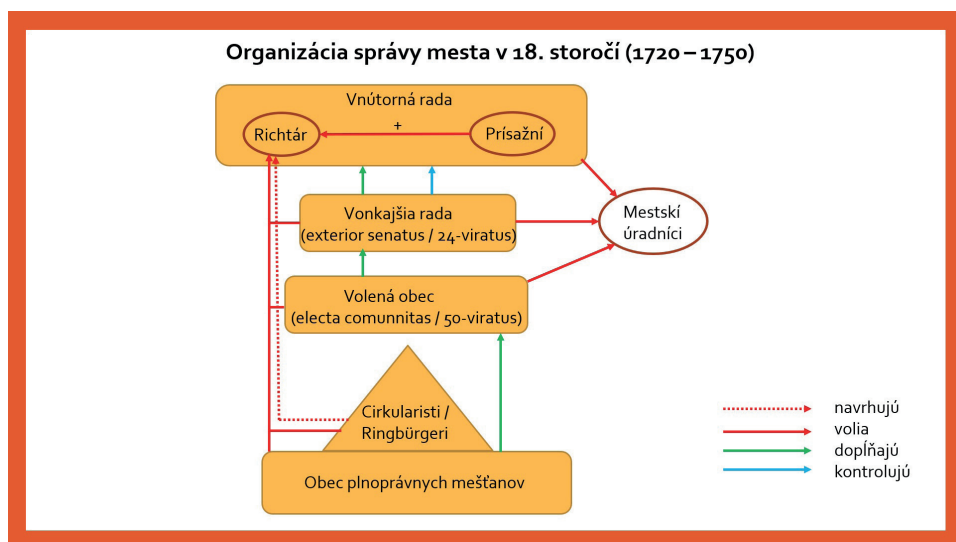 Organizácia správy mesta v 18. storočí (1720 – 1750)
Vnútorná rada
+
Richtár
Prísažní
Vonkajšia rada
(exterior senatus / 24-viratus)
Mestskí
úradníci
Volená obec
(electa comunnitas / 50-viratus)
Cirkularisti /
Ringbürgeri
Obec plnoprávnych mešťanov
navrhujú
volia
dopĺňajú
kontrolujú